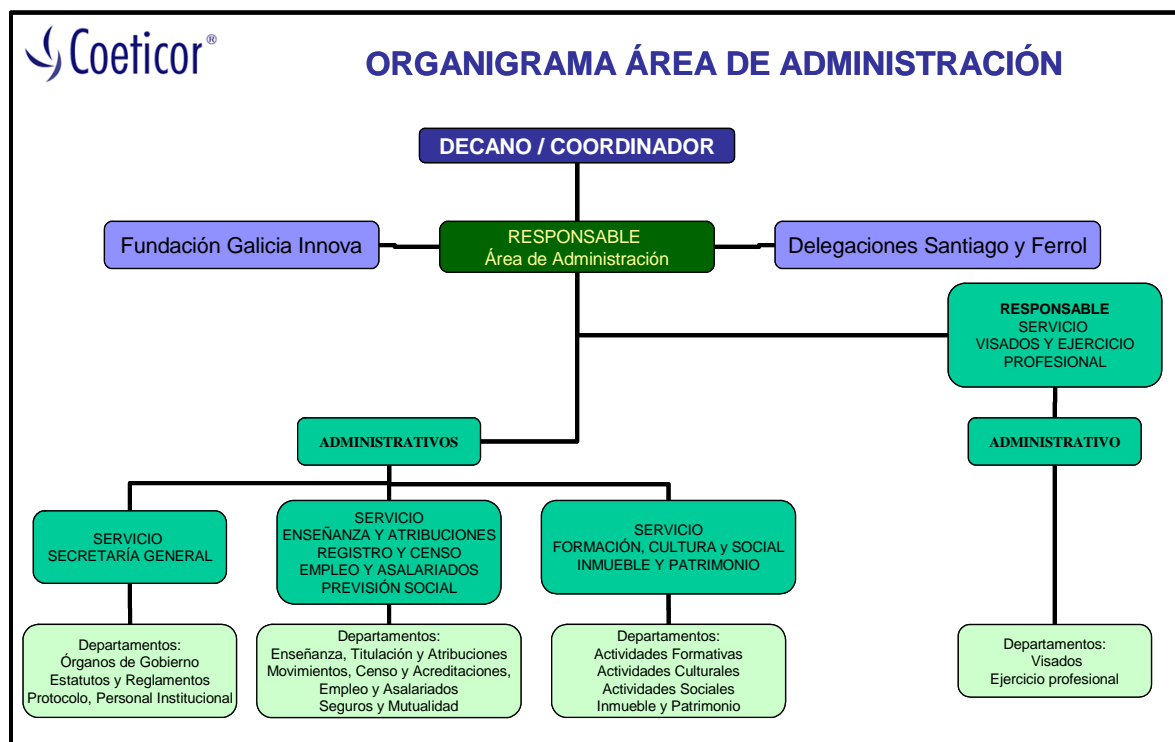 Coeticor®
ORGANIGRAMA ÁREA DE ADMINISTRACIÓN
DECANO / COORDINADOR
Fundación Galicia Innova
RESPONSABLE
Área de Administración
Delegaciones Santiago y Ferrol
RESPONSABLE
SERVICIO
VISADOS Y EJERCICIO
PROFESIONAL
ADMINISTRATIVOS
ADMINISTRATIVO
SERVICIO
SECRETARÍA GENERAL
SERVICIO
ENSEÑANZA Y ATRIBUCIONES
REGISTRO Y CENSO
EMPLEO Y ASALARIADOS
PREVISIÓN SOCIAL
SERVICIO
FORMACIÓN, CULTURA y SOCIAL
INMUEBLE Y PATRIMONIO
Departamentos:
Órganos de Gobierno
Estatutos y Reglamentos
Protocolo, Personal Institucional
Departamentos:
Enseñanza, Titulación y Atribuciones
Movimientos, Censo y Acreditaciones,
Empleo y Asalariados
Seguros y Mutualidad
Departamentos:
Actividades Formativas
Actividades Culturales
Actividades Sociales
Inmueble y Patrimonio
Departamentos:
Visados
Ejercicio profesional